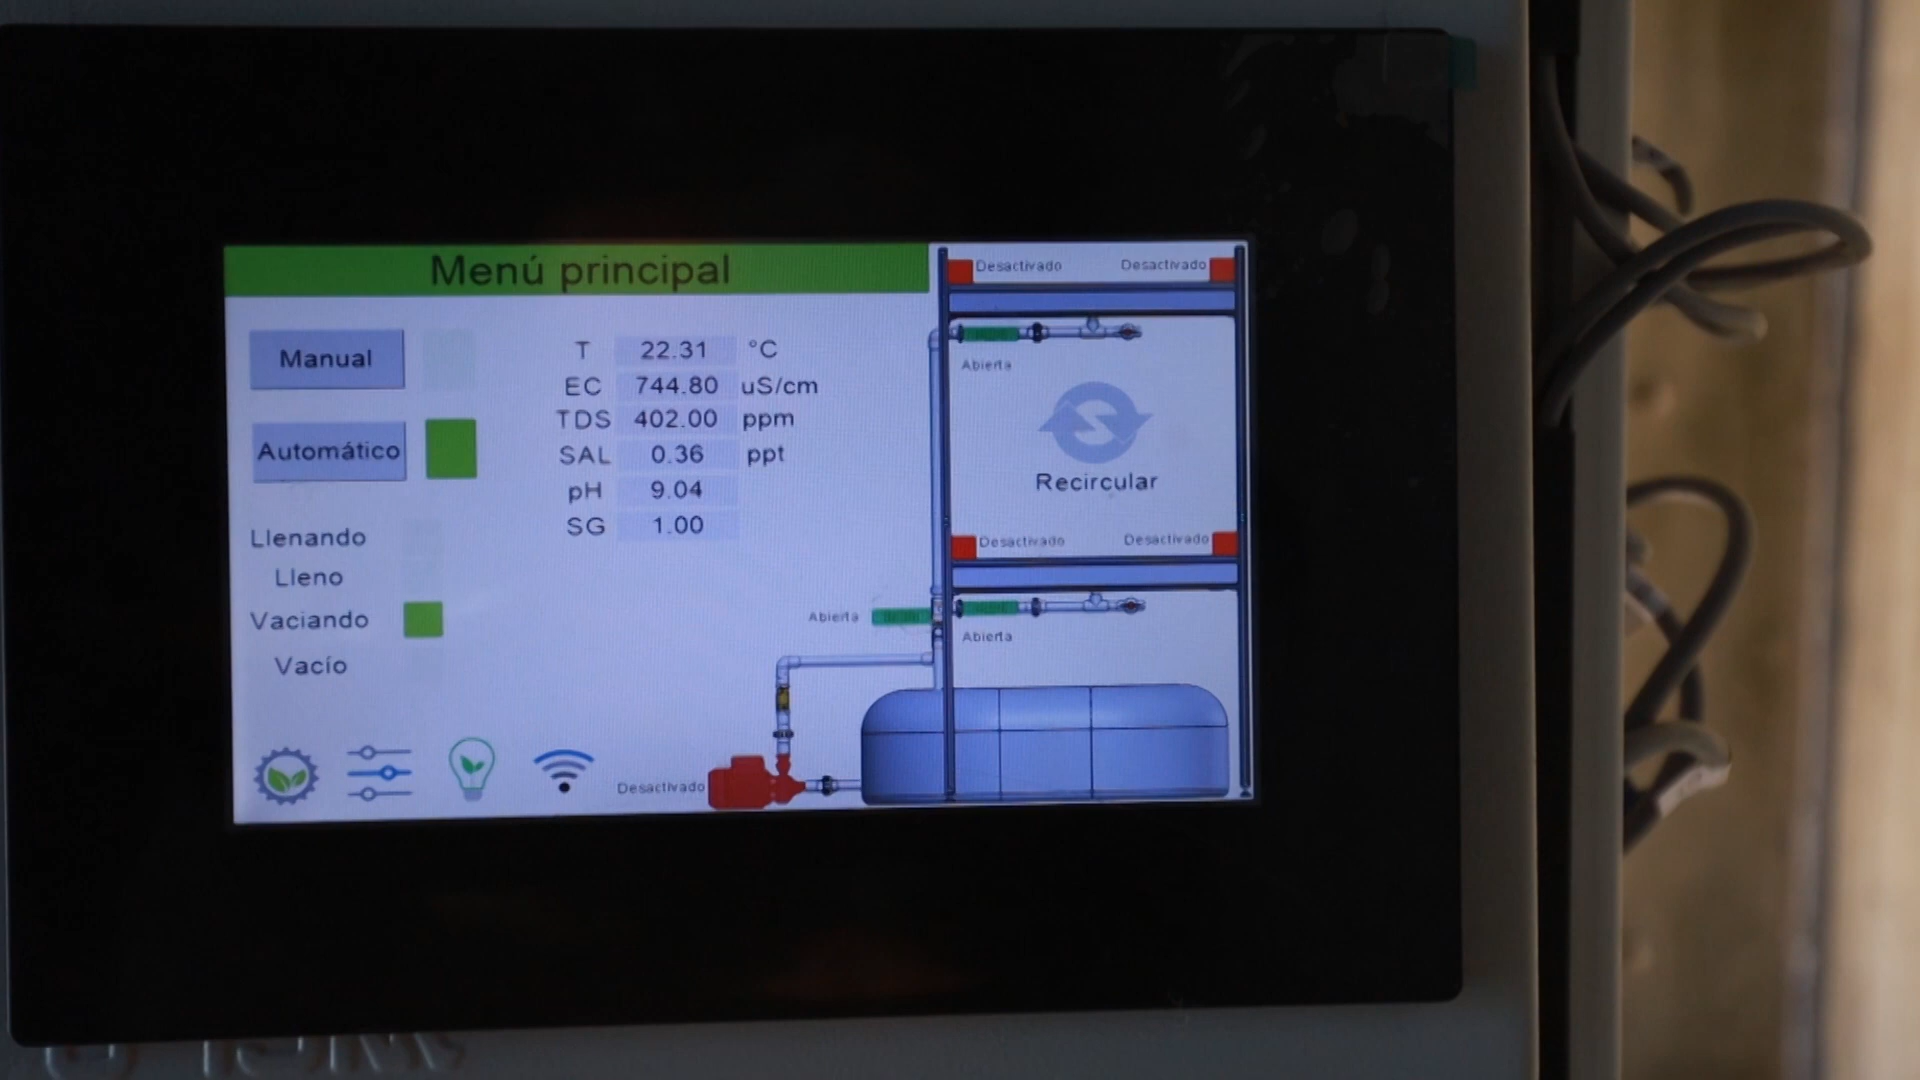 Menú principal
Manual
Automático
T 22.31 °C
EC 744.80 uS/cm
TDS 402.00 ppm
SAL 0.36 ppt
pH 9.04
SG 1.00
Llenando
Lleno
Vaciando
Vacío
Desactivado
Desactivado Desactivado
Abierta
Recircular
Desactivado Desactivado
Abierta
Abierta